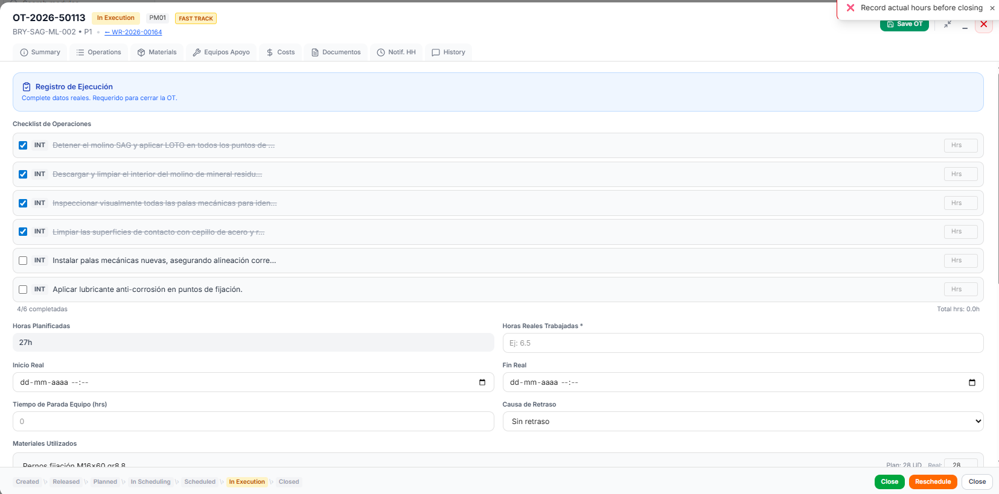 Record actual hours before closing
OT-2026-50113 In Execution PM01 FAST TRACK
Save OT
BRY-SAG-ML-002 • P1 • ← WR-2026-00164
Summary Operations Materials Equipos Apoyo Costs Documentos Notif. HH History
Registro de Ejecución
Complete datos reales. Requerido para cerrar la OT.
Checklist de Operaciones
INT Detener el molino SAG y aplicar LOTO en todos los puntos de ... Hrs
INT Descargar y limpiar el interior del molino de mineral residu... Hrs
INT Inspeccionar visualmente todas las palas mecánicas para iden... Hrs
INT Limpiar las superficies de contacto con cepillo de acero y r... Hrs
INT Instalar palas mecánicas nuevas, asegurando alineación corre... Hrs
INT Aplicar lubricante anti-corrosión en puntos de fijación. Hrs
4/6 completadas Total hrs: 0.0h
Horas Planificadas Horas Reales Trabajadas *
27h Ej: 6.5
Inicio Real Fin Real
dd-mm-aaaa --:-- dd-mm-aaaa --:--
Tiempo de Parada Equipo (hrs) Causa de Retraso
0 Sin retraso
Materiales Utilizados
Pernos fijación M16x60 gr8.8 Plan: 28 UD Real: 28
Created Released Planned In Scheduling Scheduled In Execution Closed
Close Reschedule Close